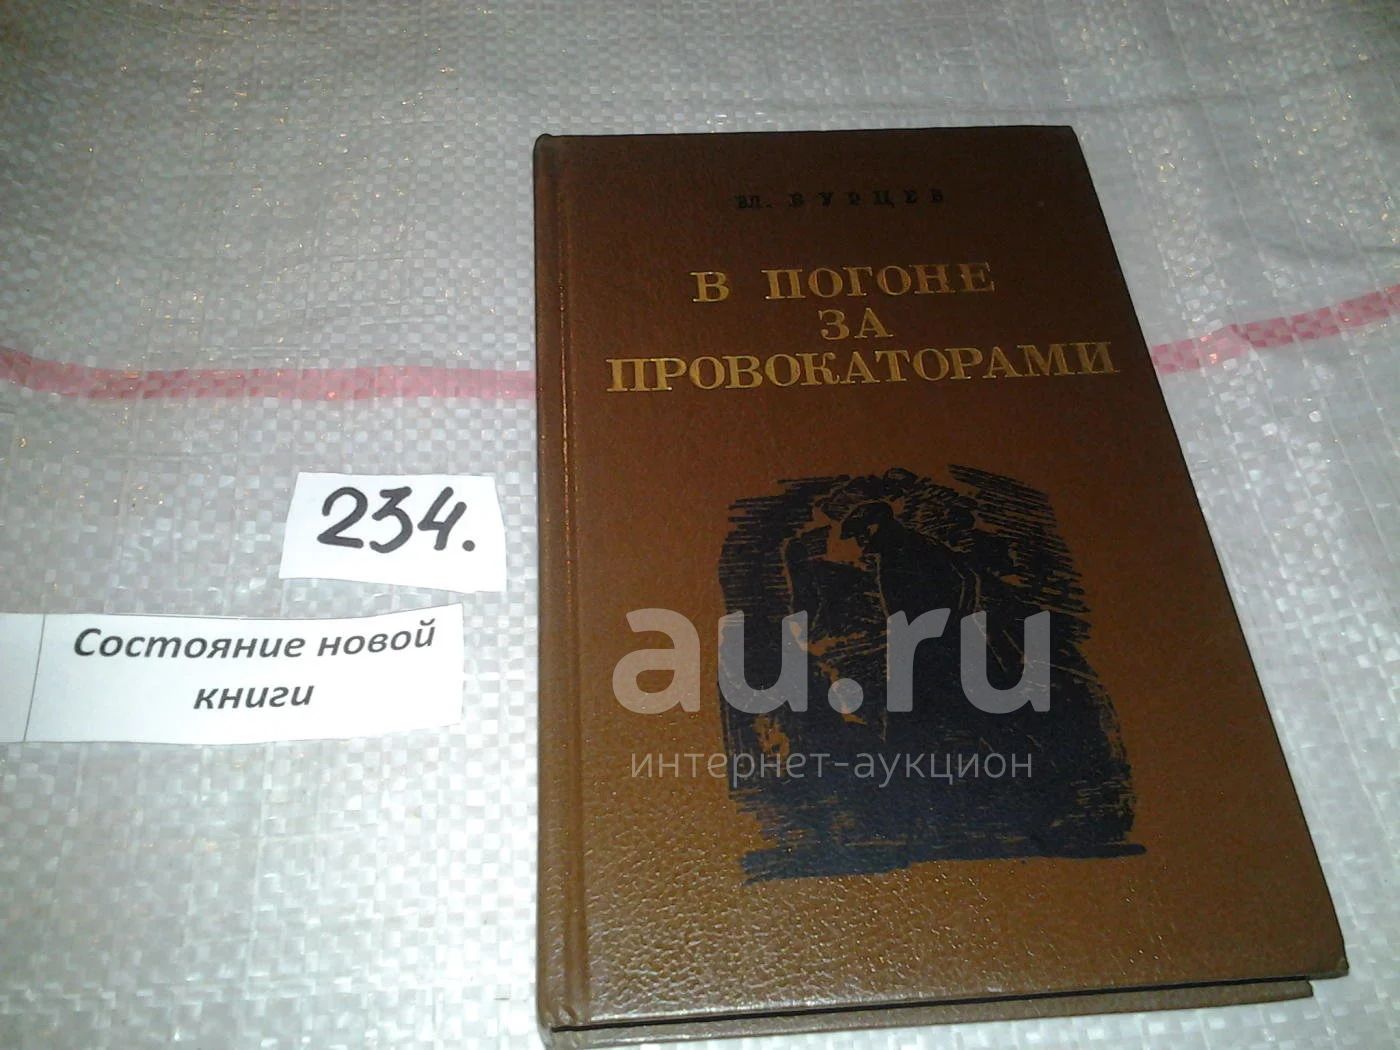 ВЛ. БУРЦЕВ
В ПОГОНЕ
ЗА
ПРОВОКАТОРАМИ
234.
Состояние новой
книги
au.ru
интернет-аукцион